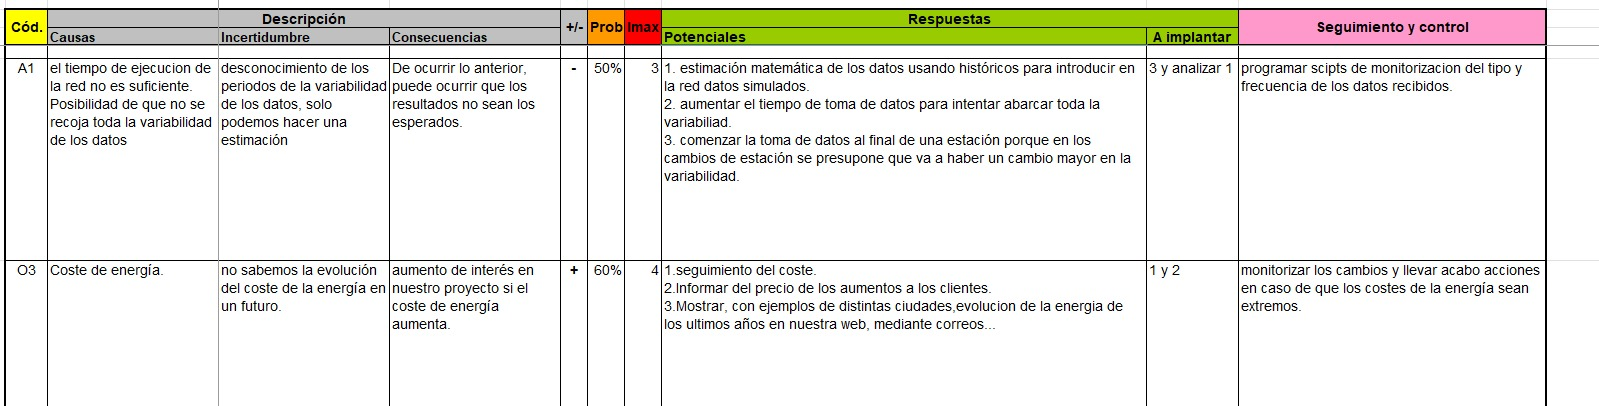 Cód.
Descripción
+/-
Prob
Imax
Respuestas
Seguimiento y control
Causas
Incertidumbre
Consecuencias
Potenciales
A implantar
A1
el tiempo de ejecucion de
la red no es suficiente.
Posibilidad de que no se
recoja toda la variabilidad
de los datos
desconocimiento de los
periodos de la variabilidad
de los datos, solo
podemos hacer una
estimación
De ocurrir lo anterior,
puede ocurrir que los
resultados no sean los
esperados.
-
50%
3
1. estimación matemática de los datos usando históricos para introducir en
la red datos simulados.
2. aumentar el tiempo de toma de datos para intentar abarcar toda la
variabiliad.
3. comenzar la toma de datos al final de una estación porque en los
cambios de estación se presupone que va a haber un cambio mayor en la
variabilidad.
3 y analizar 1
programar scipts de monitorizacion del tipo y
frecuencia de los datos recibidos.
O3
Coste de energía.
no sabemos la evolución
del coste de la energía en
un futuro.
aumento de interés en
nuestro proyecto si el
coste de energía
aumenta.
+
60%
4
1.seguimiento del coste.
2.Informar del precio de los aumentos a los clientes.
3.Mostrar, con ejemplos de distintas ciudades,evolucion de la energia de
los ultimos años en nuestra web, mediante correos...
1 y 2
monitorizar los cambios y llevar acabo acciones
en caso de que los costes de la energía sean
extremos.